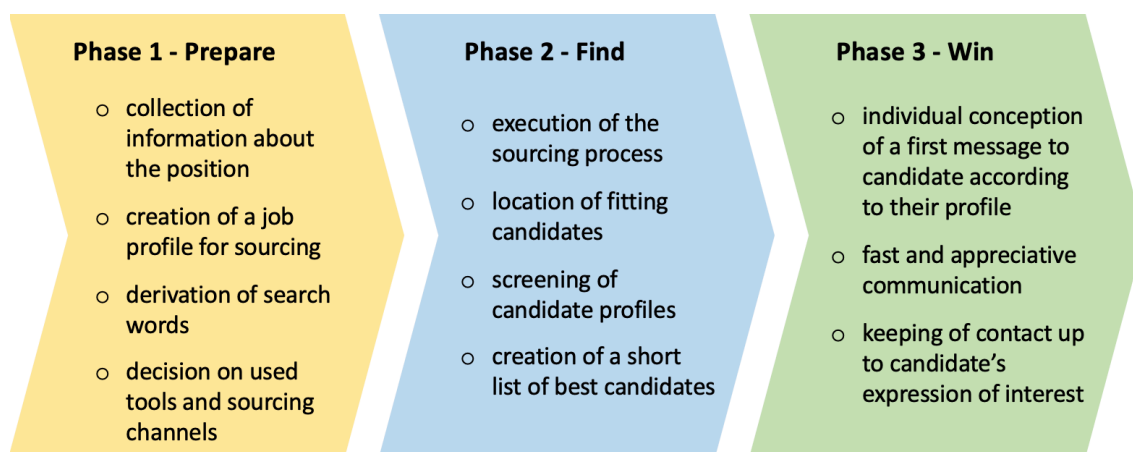 Phase 1 - Prepare
o collection of
information about
the position
o creation of a job
profile for sourcing
o derivation of search
words
o decision on used
tools and sourcing
channels
Phase 2 - Find
o execution of the
sourcing process
o location of fitting
candidates
o screening of
candidate profiles
o creation of a short
list of best candidates
Phase 3 - Win
o individual conception
of a first message to
candidate according
to their profile
o fast and appreciative
communication
o keeping of contact up
to candidate’s
expression of interest